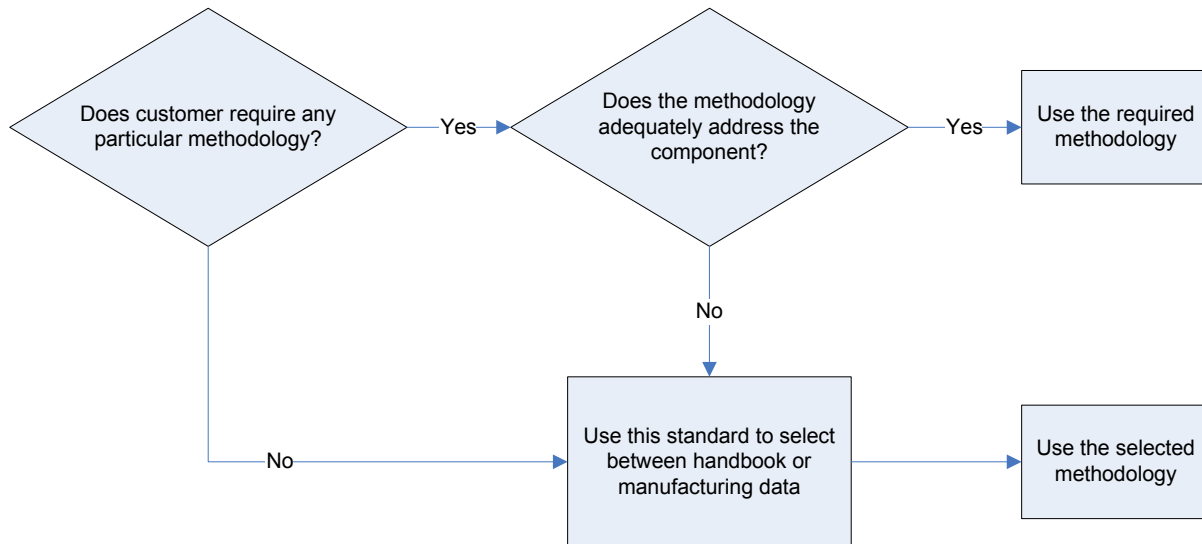 Does customer require any
particular methodology?
Yes
Does the methodology
adequately address the
component?
Yes
Use the required
methodology
No
No
Use this standard to select
between handbook or
manufacturing data
Use the selected
methodology